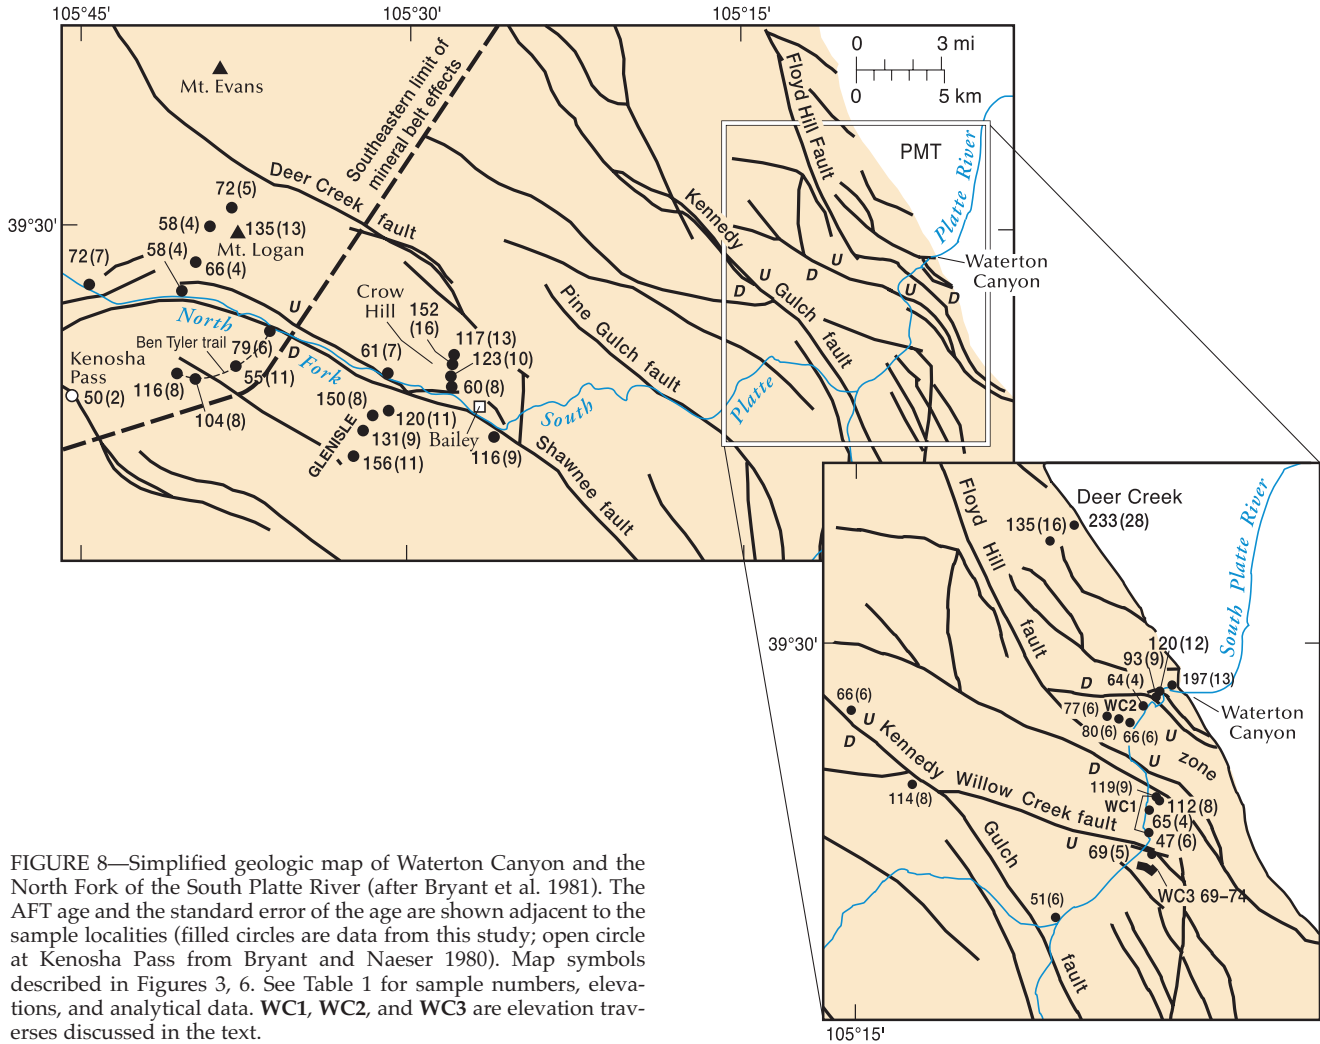 105°45'
105°30'
105°15'
39°30'
Mt. Evans
Southeastern limit of
mineral belt effects
Deer Creek fault
72(5)
58(4)
135(13)
Mt. Logan
58(4)
66(4)
72(7)
North Fork
U
D
Ben Tyler trail
79(6)
Kenosha
Pass
50(2)
116(8)
55(11)
104(8)
Crow
Hill
152
(16)
117(13)
123(10)
61(7)
60(8)
150(8)
120(11)
Bailey
GLENISLE
131(9)
156(11)
116(9)
Shawnee fault
South Platte
Pine Gulch fault
Kennedy Gulch fault
U
D
D
U
U
D
Floyd Hill Fault
0 3 mi
0 5 km
PMT
Platte River
Waterton
Canyon
Deer Creek
135(16)
233(28)
South Platte River
Floyd Hill fault zone
39°30'
120(12)
93(9)
64(4)
197(13)
D
66(6)
77(6)
WC2
80(6)
66(6)
Waterton
Canyon
U
D
U
U
D
Kennedy Gulch fault
Willow Creek fault
114(8)
119(9)
WC1
112(8)
65(4)
47(6)
U
69(5)
WC3 69–74
51(6)
105°15'
FIGURE 8—Simplified geologic map of Waterton Canyon and the
North Fork of the South Platte River (after Bryant et al. 1981). The
AFT age and the standard error of the age are shown adjacent to the
sample localities (filled circles are data from this study; open circle
at Kenosha Pass from Bryant and Naeser 1980). Map symbols
described in Figures 3, 6. See Table 1 for sample numbers, eleva-
tions, and analytical data. WC1, WC2, and WC3 are elevation trav-
erses discussed in the text.